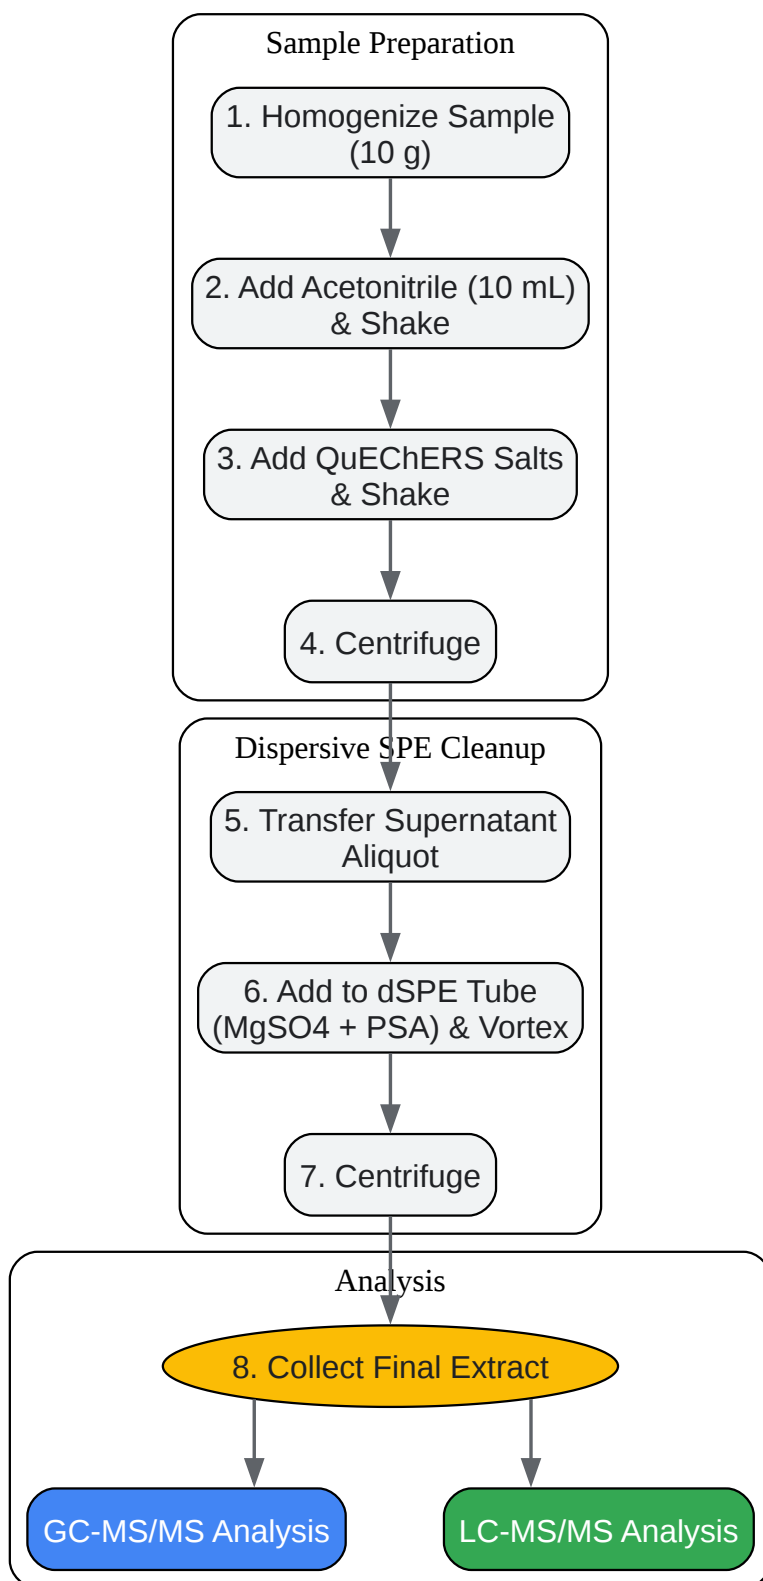 Sample Preparation
1. Homogenize Sample
(10 g)
2. Add Acetonitrile (10 mL)
& Shake
3. Add QuEChERS Salts
& Shake
4. Centrifuge
Dispersive SPE Cleanup
5. Transfer Supernatant
Aliquot
6. Add to dSPE Tube
(MgSO4 + PSA) & Vortex
7. Centrifuge
Analysis
8. Collect Final Extract
GC-MS/MS Analysis
LC-MS/MS Analysis